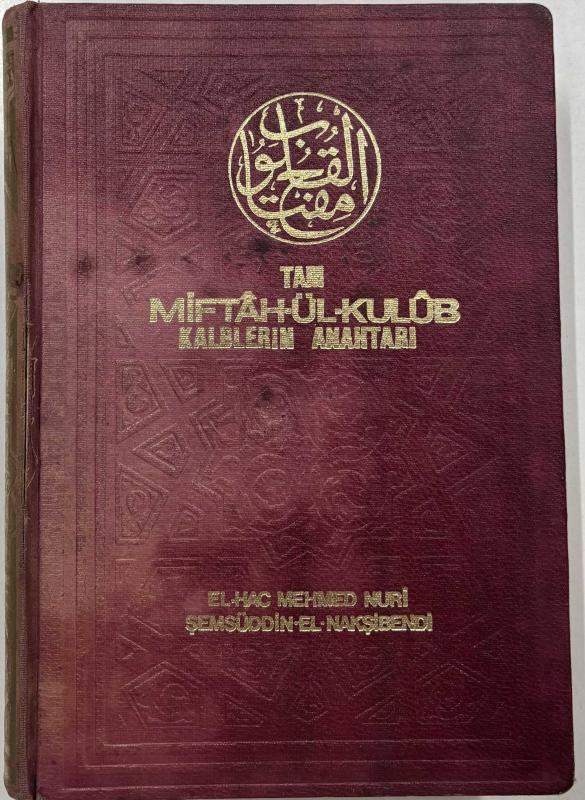 مفتاح القلوب
TAM
MİFTÂH-ÜL-KULÛB
KALBLERİN ANAHTARI
EL-HAC MEHMED NURİ
ŞEMSÜDDİN-EL-NAKŞİBENDİ